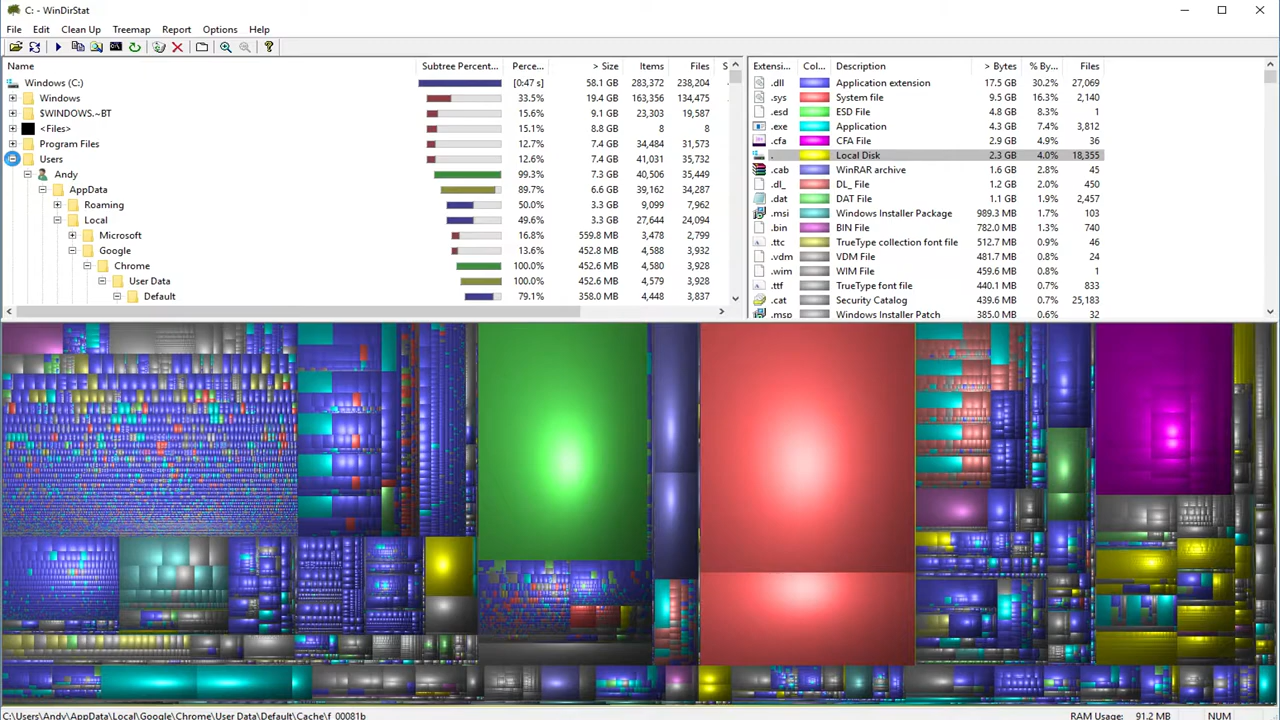 C: - WinDirStat
File Edit Clean Up Treemap Report Options Help
Name Subtree Percent... Perce... > Size Items Files S
Windows (C:) [0:47 s] 58.1 GB 283,372 238,20
Windows 33.5% 19.4 GB 163,356 134,475
$WINDOWS.~BT 15.6% 9.1 GB 23,303 19,587
<Files> 15.1% 8.8 GB 8 8
Program Files 12.7% 7.4 GB 34,484 31,573
Users 12.6% 7.4 GB 41,031 35,732
Andy 99.3% 7.3 GB 40,506 35,449
AppData 89.7% 6.6 GB 39,162 34,287
Roaming 50.0% 3.3 GB 9,099 7,962
Local 49.6% 3.3 GB 27,644 24,094
Microsoft 16.8% 559.8 MB 3,478 2,799
Google 13.6% 452.8 MB 4,588 3,932
Chrome 100.0% 452.6 MB 4,580 3,928
User Data 100.0% 452.6 MB 4,579 3,928
Default 79.1% 358.0 MB 4,448 3,837
Extensi... Col... Description > Bytes % By... Files
.dll Application extension 17.5 GB 30.2% 27,069
.sys System file 9.5 GB 16.3% 2,140
.esd ESD File 4.8 GB 8.3% 1
.exe Application 4.3 GB 7.4% 3,812
.cfa CFA File 2.9 GB 4.9% 36
. Local Disk 2.3 GB 4.0% 18,355
.cab WinRAR archive 1.6 GB 2.8% 45
.dl_ DL_ File 1.2 GB 2.0% 450
.dat DAT File 1.1 GB 1.9% 2,457
.msi Windows Installer Package 989.3 MB 1.7% 103
.bin BIN File 782.0 MB 1.3% 740
.ttc TrueType collection font file 512.7 MB 0.9% 46
.vdm VDM File 481.7 MB 0.8% 24
.wim WIM File 459.6 MB 0.8% 1
.ttf TrueType font file 440.1 MB 0.7% 833
.cat Security Catalog 439.6 MB 0.7% 25,183
.msp Windows Installer Patch 385.0 MB 0.6% 32
C:\Users\Andy\AppData\Local\Google\Chrome\User Data\Default\Cache\f_00081b RAM Usage: 91.2 MB NUM